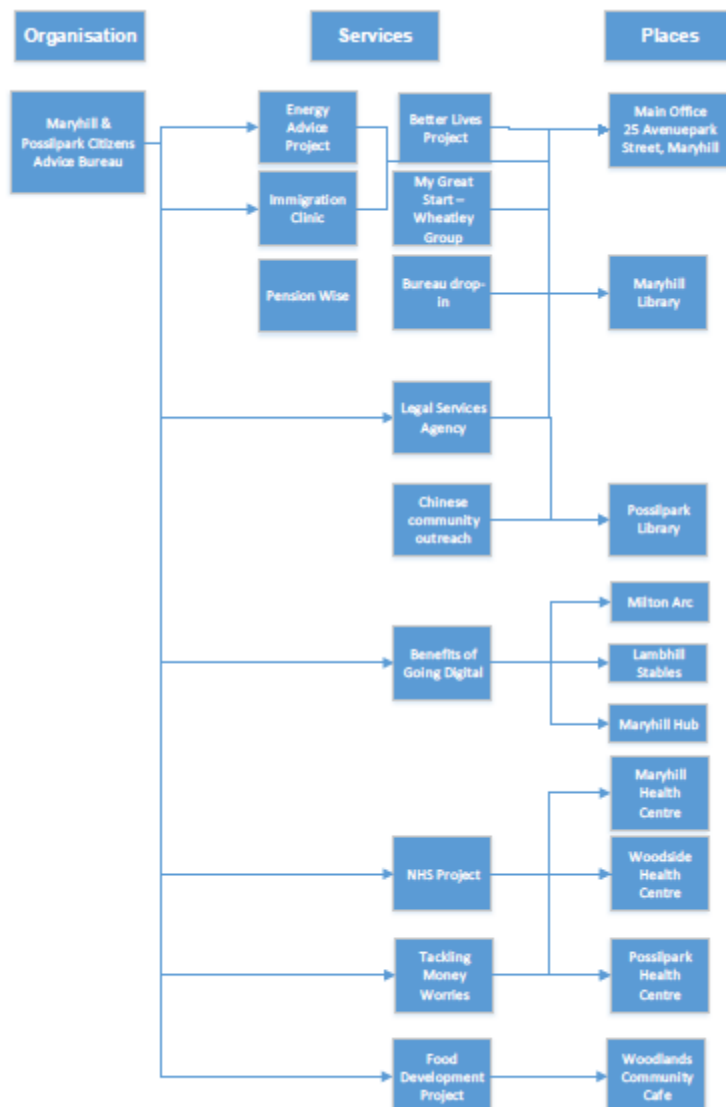 Organisation
Services
Places
Maryhill &
Possilpark Citizens
Advice Bureau
Energy
Advice
Project
Better Lives
Project
Main Office
25 Avenuepark
Street, Maryhill
Immigration
Clinic
My Great
Start –
Wheatley
Group
Pension Wise
Bureau drop-
in
Maryhill
Library
Legal Services
Agency
Chinese
community
outreach
Possilpark
Library
Milton Arc
Benefits of
Going Digital
Lambhill
Stables
Maryhill Hub
Maryhill
Health
Centre
NHS Project
Woodside
Health
Centre
Tackling
Money
Worries
Possilpark
Health
Centre
Food
Development
Project
Woodlands
Community
Cafe